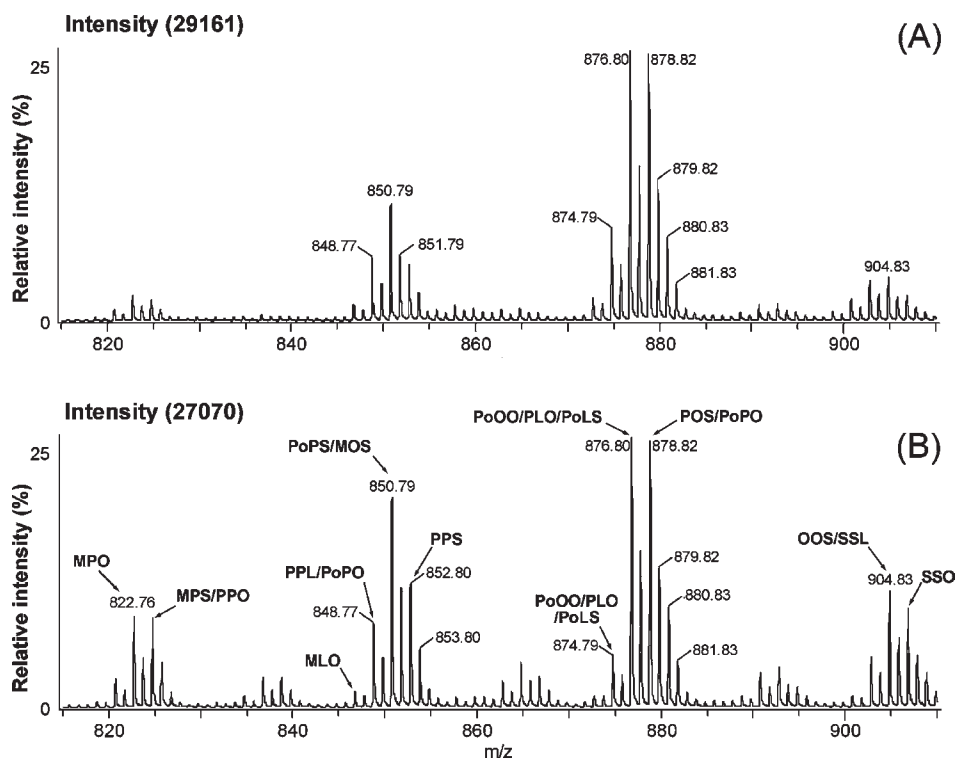 Intensity (29161)
(A)
Relative intensity (%)
25
0
848.77
850.79
851.79
874.79
876.80
878.82
879.82
880.83
881.83
904.83
820
840
860
880
900
Intensity (27070)
(B)
Relative intensity (%)
25
0
MPO
822.76
MPS/PPO
MLO
PPL/PoPO
848.77
PoPS/MOS
850.79
PPS
852.80
853.80
PoOO/PLO
/PoLS
874.79
PoOO/PLO/PoLS
876.80
POS/PoPO
878.82
879.82
880.83
881.83
OOS/SSL
904.83
SSO
820
840
860
880
900
m/z